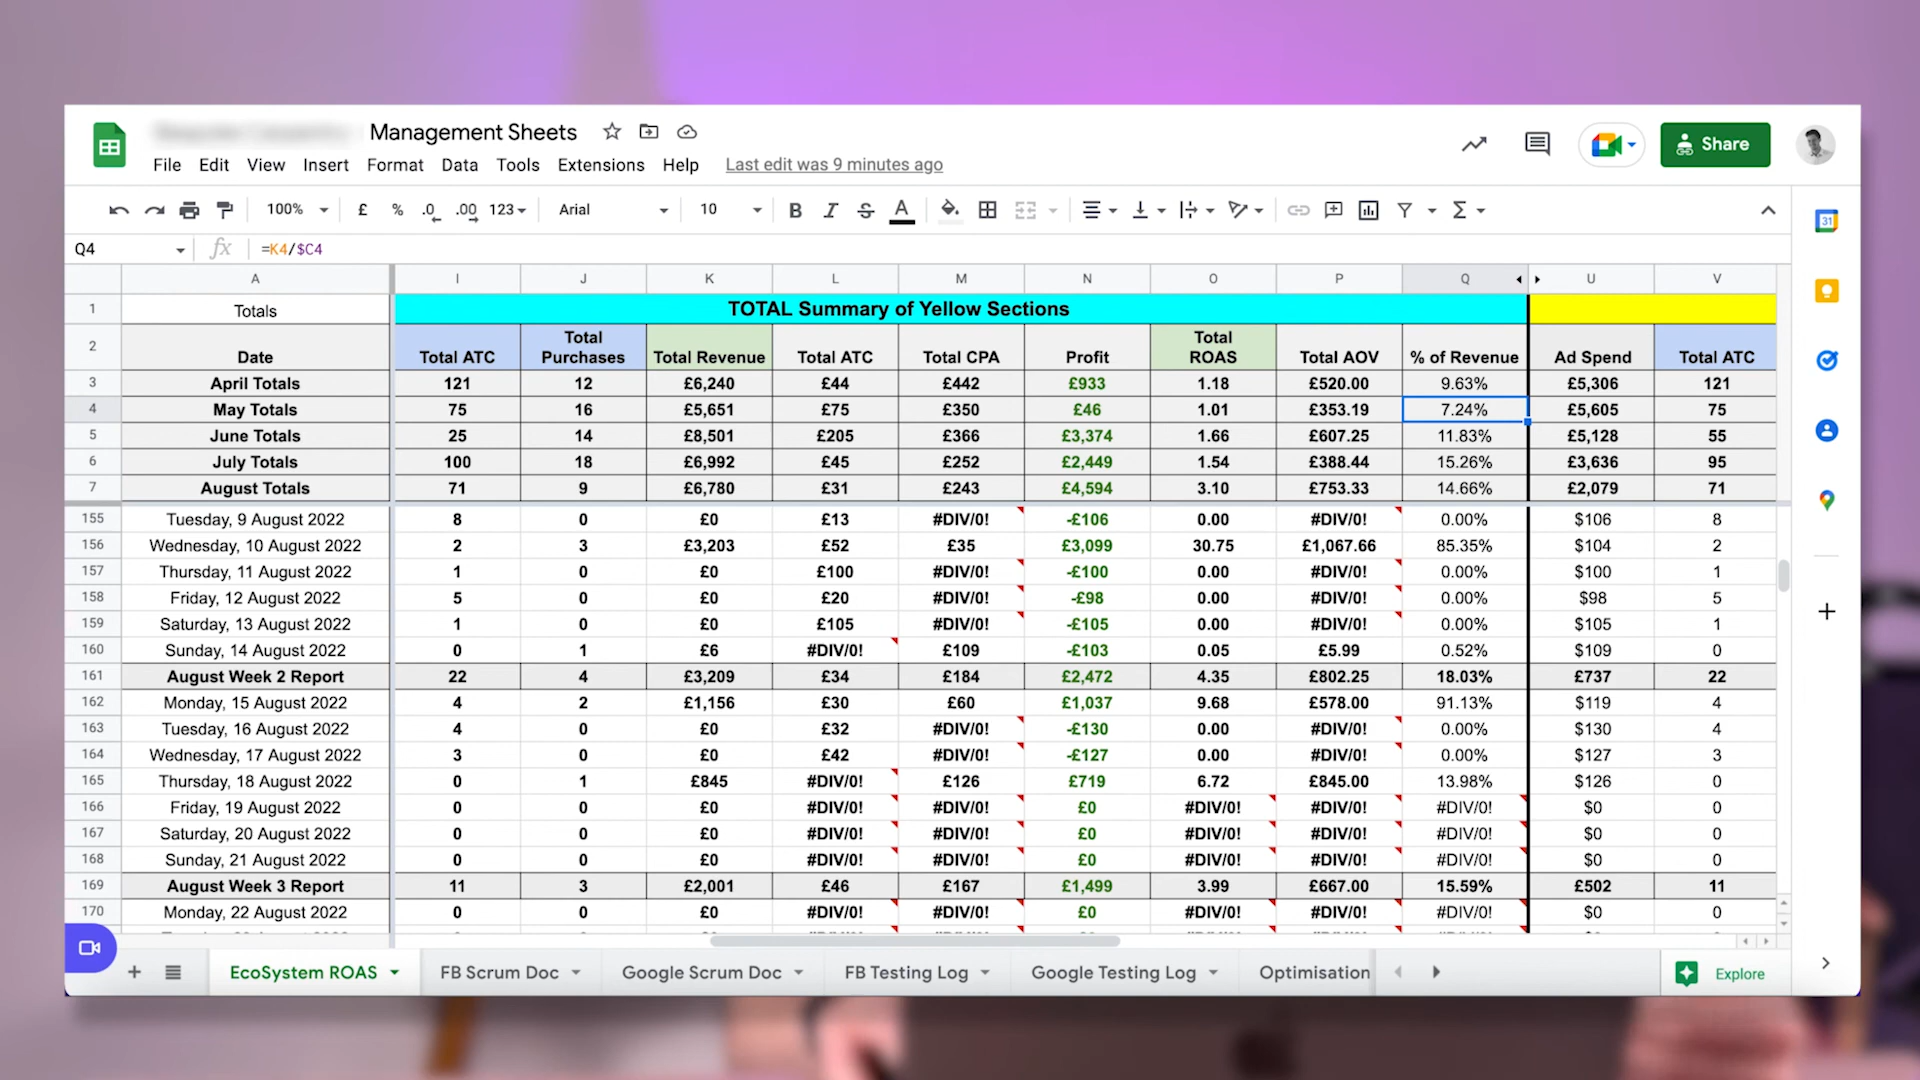 Management Sheets
File Edit View Insert Format Data Tools Extensions Help Last edit was 9 minutes ago
Share
100% £ % .0 .00 123 Arial 10 B I S A Σ
31
Q4 fx =K4/$C4
A I J K L M N O P Q U V
1 Totals TOTAL Summary of Yellow Sections
2 Date Total ATC Total Purchases Total Revenue Total ATC Total CPA Profit Total ROAS Total AOV % of Revenue Ad Spend Total ATC
3 April Totals 121 12 £6,240 £44 £442 £933 1.18 £520.00 9.63% £5,306 121
4 May Totals 75 16 £5,651 £75 £350 £46 1.01 £353.19 7.24% £5,605 75
5 June Totals 25 14 £8,501 £205 £366 £3,374 1.66 £607.25 11.83% £5,128 55
6 July Totals 100 18 £6,992 £45 £252 £2,449 1.54 £388.44 15.26% £3,636 95
7 August Totals 71 9 £6,780 £31 £243 £4,594 3.10 £753.33 14.66% £2,079 71
155 Tuesday, 9 August 2022 8 0 £0 £13 #DIV/0! -£106 0.00 #DIV/0! 0.00% $106 8
156 Wednesday, 10 August 2022 2 3 £3,203 £52 £35 £3,099 30.75 £1,067.66 85.35% $104 2
157 Thursday, 11 August 2022 1 0 £0 £100 #DIV/0! -£100 0.00 #DIV/0! 0.00% $100 1
158 Friday, 12 August 2022 5 0 £0 £20 #DIV/0! -£98 0.00 #DIV/0! 0.00% $98 5
159 Saturday, 13 August 2022 1 0 £0 £105 #DIV/0! -£105 0.00 #DIV/0! 0.00% $105 1
160 Sunday, 14 August 2022 0 1 £6 #DIV/0! £109 -£103 0.05 £5.99 0.52% $109 0
161 August Week 2 Report 22 4 £3,209 £34 £184 £2,472 4.35 £802.25 18.03% £737 22
162 Monday, 15 August 2022 4 2 £1,156 £30 £60 £1,037 9.68 £578.00 91.13% $119 4
163 Tuesday, 16 August 2022 4 0 £0 £32 #DIV/0! -£130 0.00 #DIV/0! 0.00% $130 4
164 Wednesday, 17 August 2022 3 0 £0 £42 #DIV/0! -£127 0.00 #DIV/0! 0.00% $127 3
165 Thursday, 18 August 2022 0 1 £845 #DIV/0! £126 £719 6.72 £845.00 13.98% $126 0
166 Friday, 19 August 2022 0 0 £0 #DIV/0! #DIV/0! £0 #DIV/0! #DIV/0! #DIV/0! $0 0
167 Saturday, 20 August 2022 0 0 £0 #DIV/0! #DIV/0! £0 #DIV/0! #DIV/0! #DIV/0! $0 0
168 Sunday, 21 August 2022 0 0 £0 #DIV/0! #DIV/0! £0 #DIV/0! #DIV/0! #DIV/0! $0 0
169 August Week 3 Report 11 3 £2,001 £46 £167 £1,499 3.99 £667.00 15.59% £502 11
170 Monday, 22 August 2022 0 0 £0 #DIV/0! #DIV/0! £0 #DIV/0! #DIV/0! #DIV/0! $0 0
EcoSystem ROAS FB Scrum Doc Google Scrum Doc FB Testing Log Google Testing Log Optimisation Explore